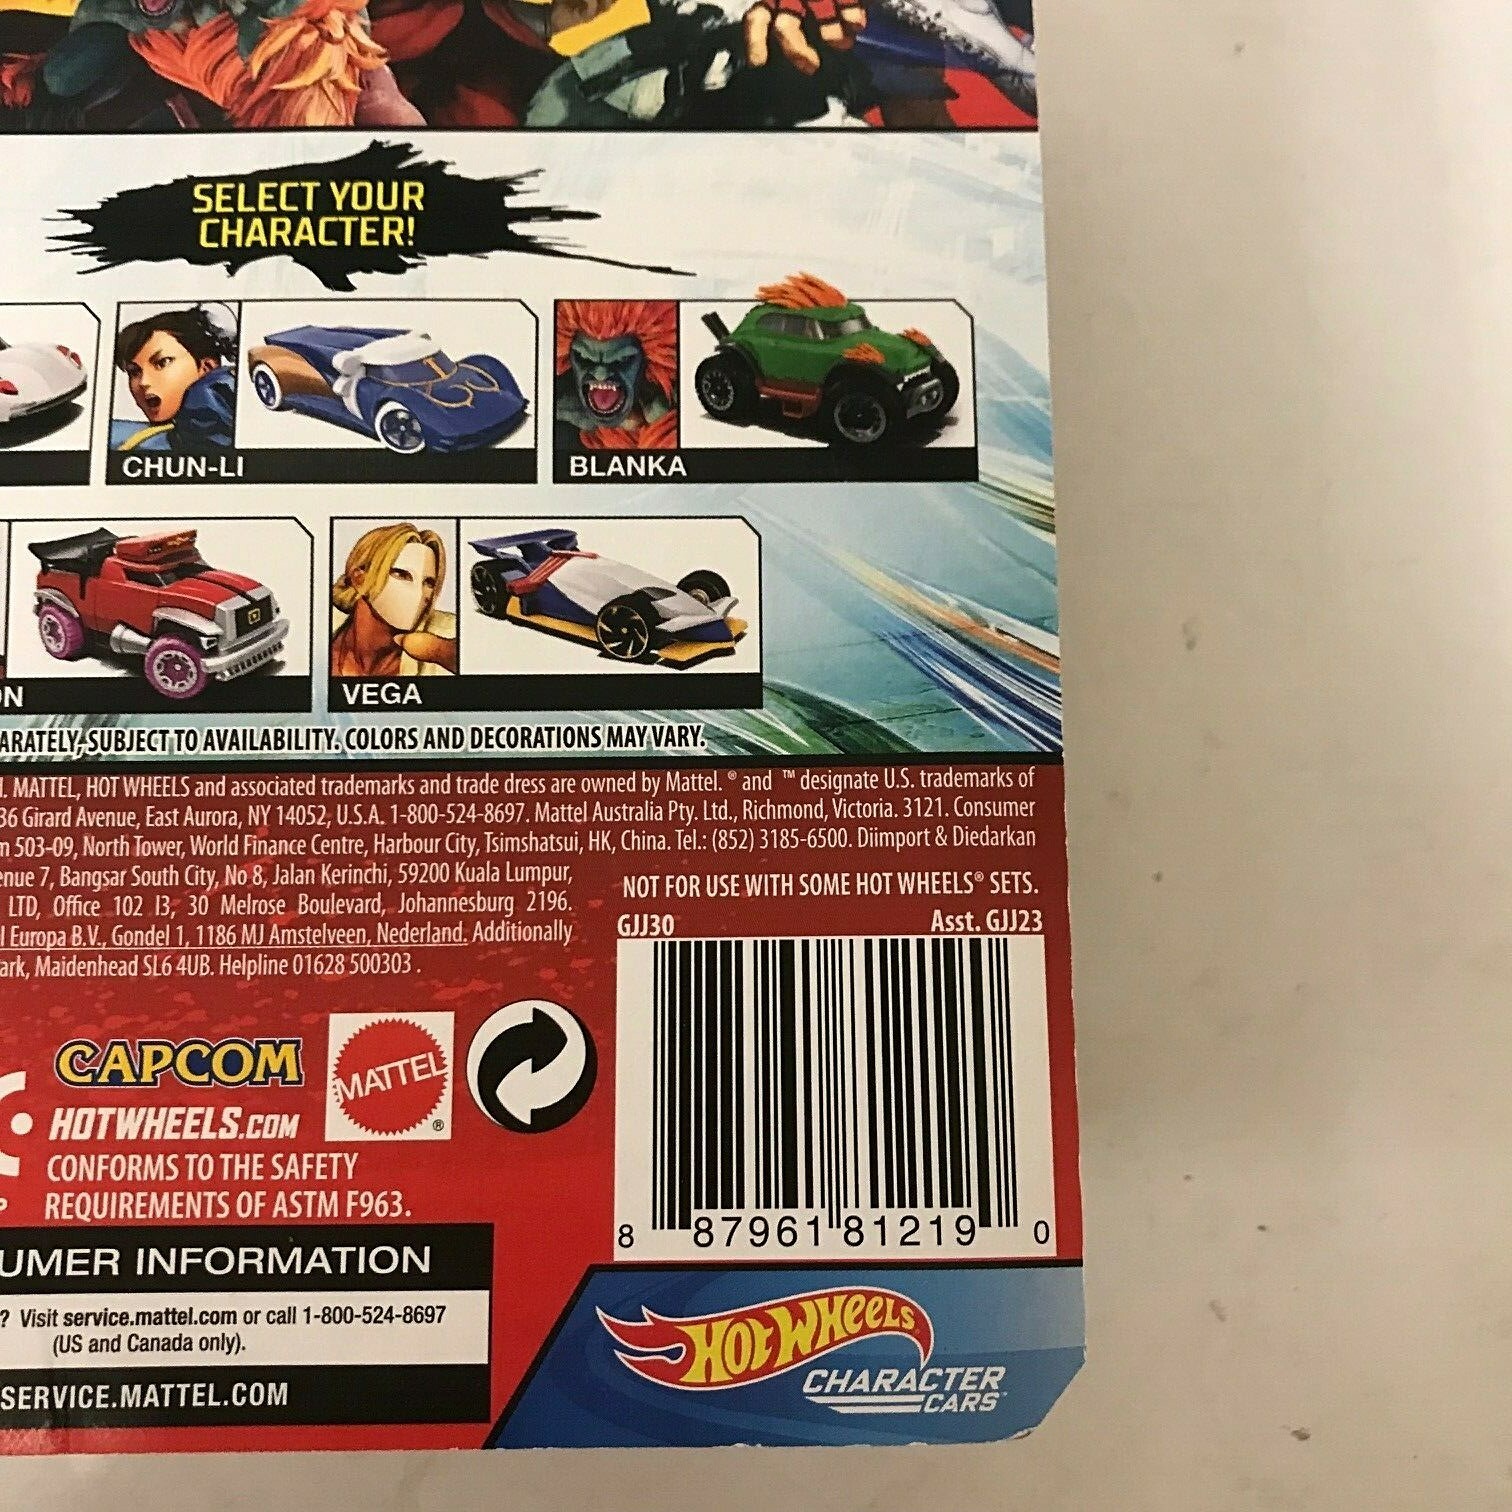 SELECT YOUR
CHARACTER!
CHUN-LI
BLANKA
VEGA
SUBJECT TO AVAILABILITY. COLORS AND DECORATIONS MAY VARY.
MATTEL, HOT WHEELS and associated trademarks and trade dress are owned by Mattel. ® and ™ designate U.S. trademarks of
36 Girard Avenue, East Aurora, NY 14052, U.S.A. 1-800-524-8697. Mattel Australia Pty. Ltd., Richmond, Victoria. 3121. Consumer
503-09, North Tower, World Finance Centre, Harbour City, Tsimshatsui, HK, China. Tel.: (852) 3185-6500. Diimport & Diedarkan
enue 7, Bangsar South City, No 8, Jalan Kerinchi, 59200 Kuala Lumpur,
LTD, Office 102 I3, 30 Melrose Boulevard, Johannesburg 2196.
l Europa B.V., Gondel 1, 1186 MJ Amstelveen, Nederland. Additionally
ark, Maidenhead SL6 4UB. Helpline 01628 500303.
NOT FOR USE WITH SOME HOT WHEELS® SETS.
GJJ30 Asst. GJJ23
8 87961 81219 0
CAPCOM
MATTEL ®
HOTWHEELS.COM
CONFORMS TO THE SAFETY
REQUIREMENTS OF ASTM F963.
UMER INFORMATION
? Visit service.mattel.com or call 1-800-524-8697
(US and Canada only).
SERVICE.MATTEL.COM
HOT WHEELS
CHARACTER
CARS™